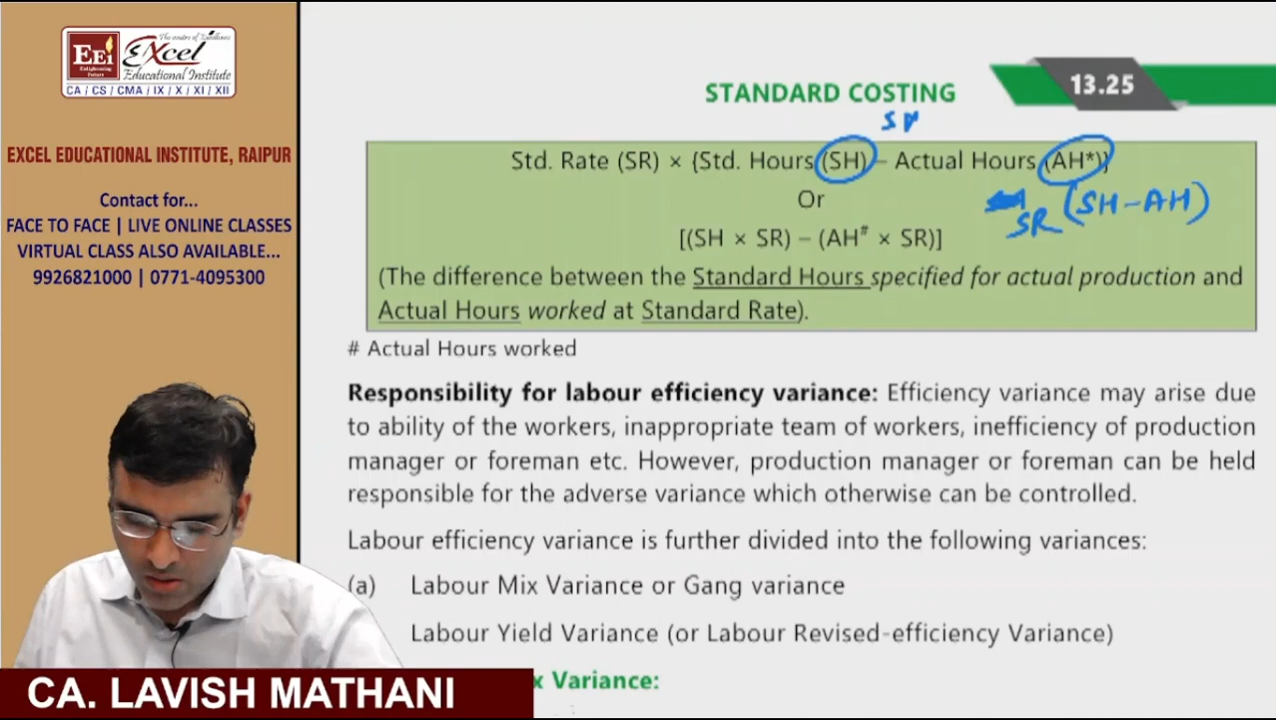 The centre of Excellence
EEi
Enlightening Future
Excel
Educational Institute
CA / CS / CMA / IX / X / XI / XII
EXCEL EDUCATIONAL INSTITUTE, RAIPUR
Contact for...
FACE TO FACE | LIVE ONLINE CLASSES
VIRTUAL CLASS ALSO AVAILABLE...
9926821000 | 0771-4095300
STANDARD COSTING
13.25
Std. Rate (SR) × {Std. Hours (SH) – Actual Hours (AH*)}
Or
SR (SH-AH)
[(SH × SR) – (AH# × SR)]
(The difference between the Standard Hours specified for actual production and
Actual Hours worked at Standard Rate).
# Actual Hours worked
Responsibility for labour efficiency variance: Efficiency variance may arise due
to ability of the workers, inappropriate team of workers, inefficiency of production
manager or foreman etc. However, production manager or foreman can be held
responsible for the adverse variance which otherwise can be controlled.
Labour efficiency variance is further divided into the following variances:
(a) Labour Mix Variance or Gang variance
Labour Yield Variance (or Labour Revised-efficiency Variance)
x Variance:
CA. LAVISH MATHANI